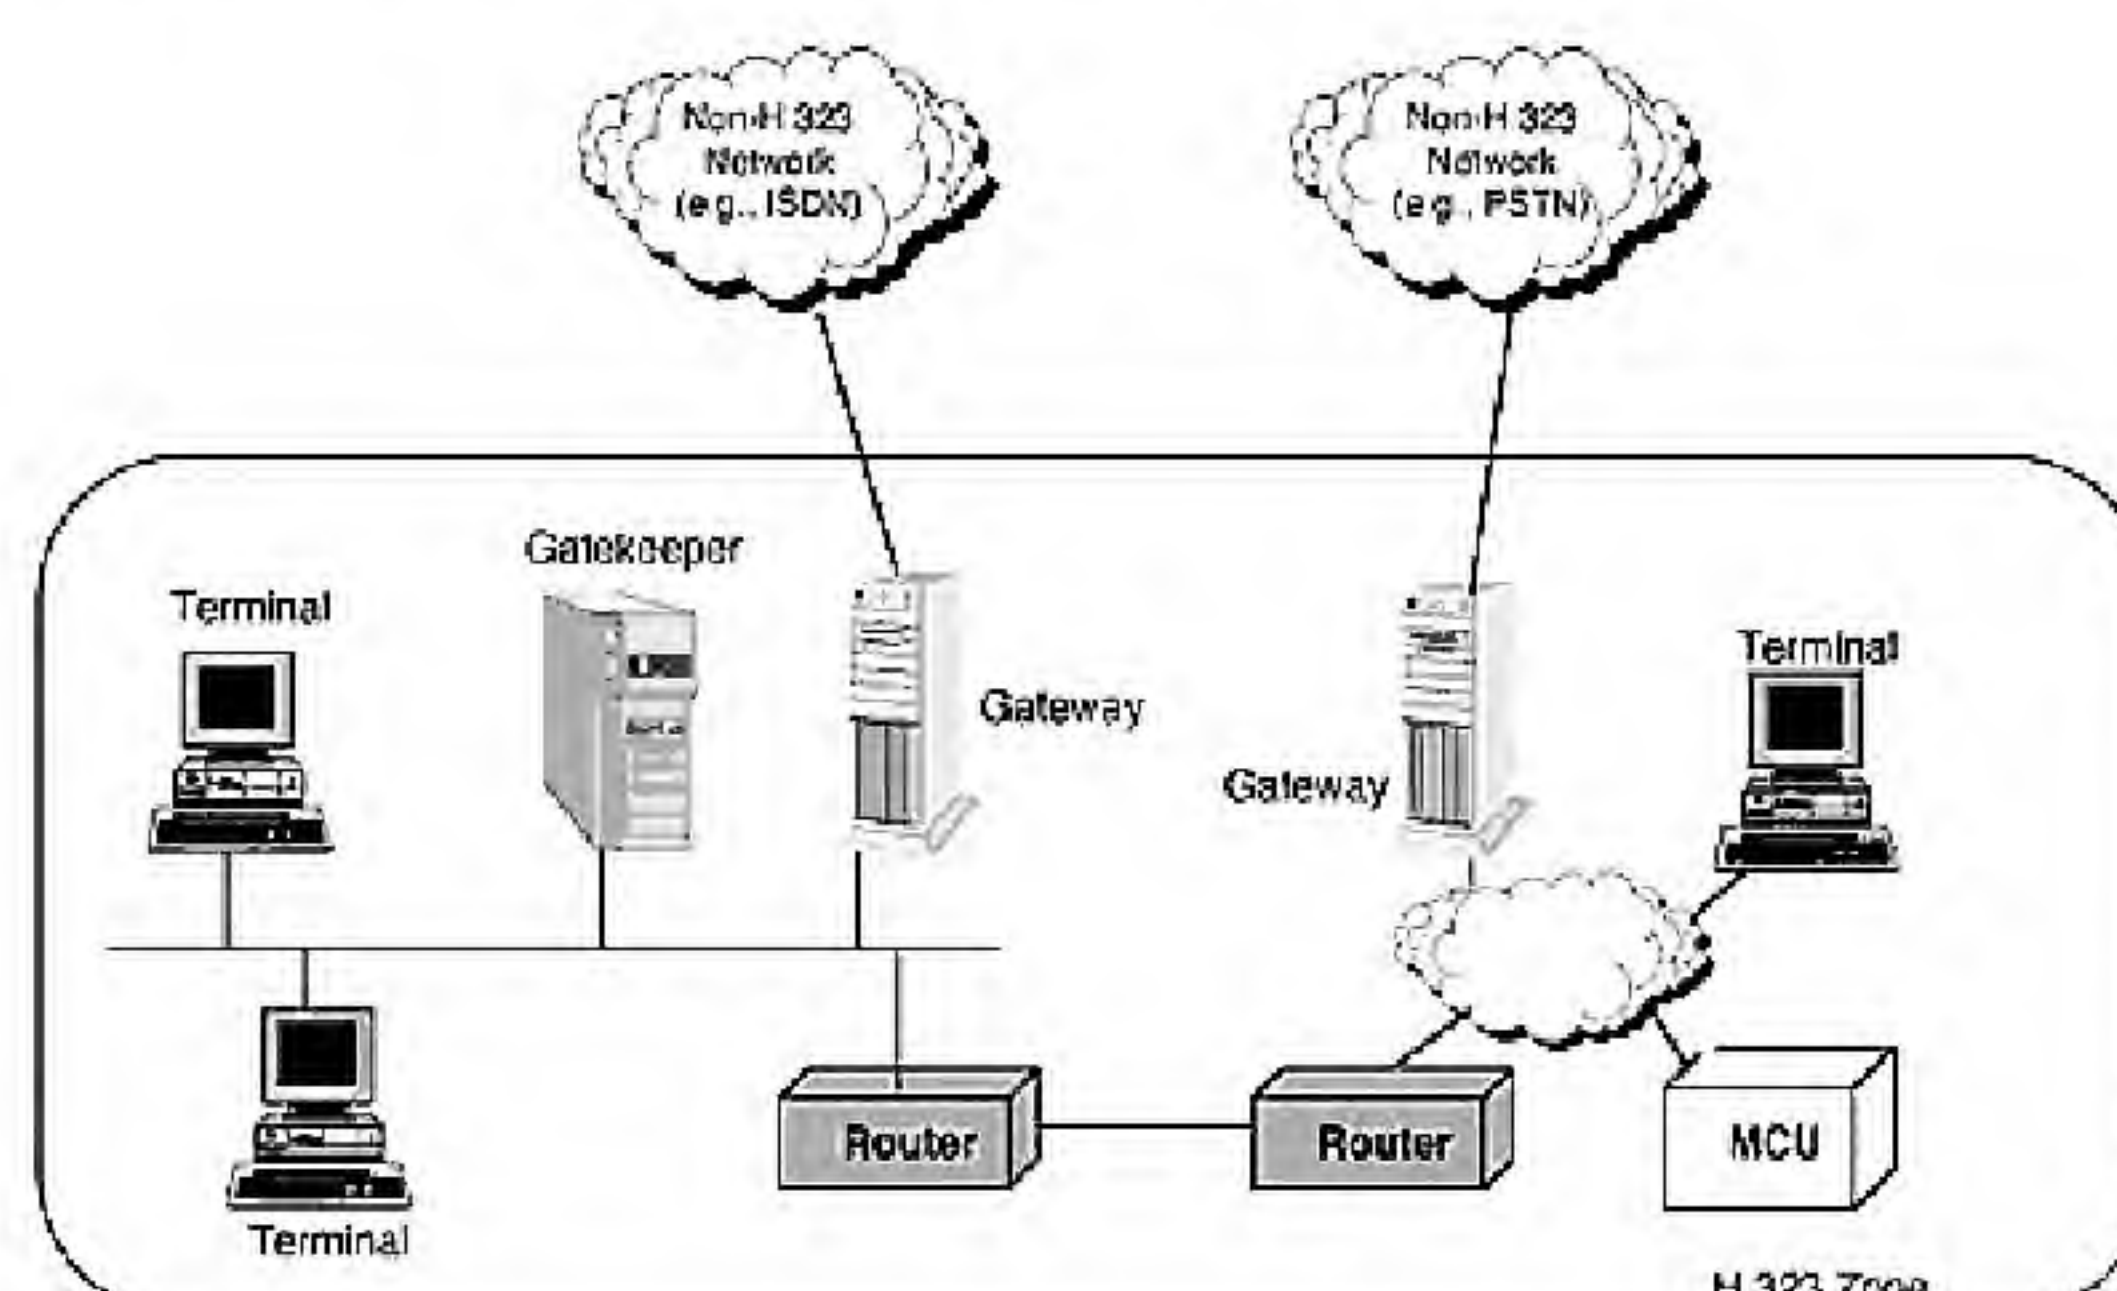 Non-H.323
Network
(e.g., ISDN)
Non-H.323
Network
(e.g., PSTN)
Gatekeeper
Terminal
Terminal
Gateway
Gateway
Router
Router
MCU
Terminal
H.323 Zone